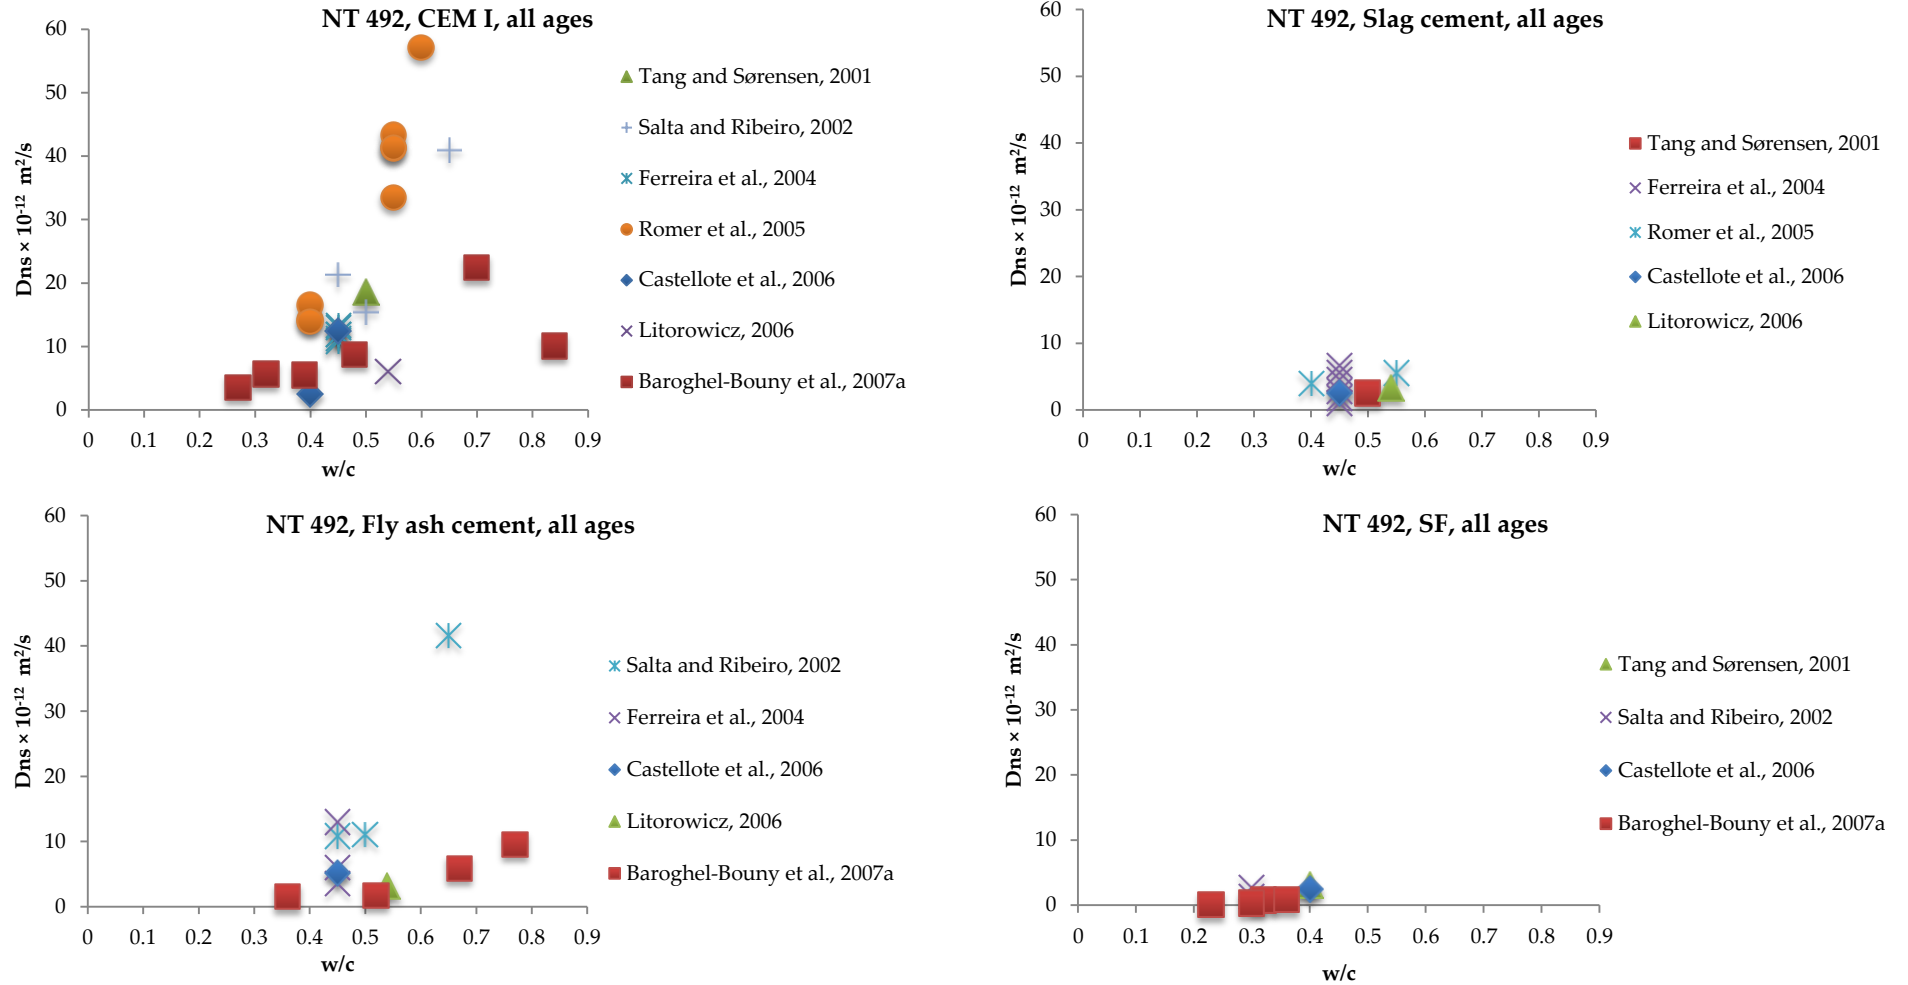 NT 492, CEM I, all ages
Dns × 10⁻¹² m²/s
60
50
40
30
20
10
0
0 0.1 0.2 0.3 0.4 0.5 0.6 0.7 0.8 0.9
w/c
Tang and Sørensen, 2001
Salta and Ribeiro, 2002
Ferreira et al., 2004
Romer et al., 2005
Castellote et al., 2006
Litorowicz, 2006
Baroghel-Bouny et al., 2007a
NT 492, Slag cement, all ages
Dns × 10⁻¹² m²/s
60
50
40
30
20
10
0
0 0.1 0.2 0.3 0.4 0.5 0.6 0.7 0.8 0.9
w/c
Tang and Sørensen, 2001
Ferreira et al., 2004
Romer et al., 2005
Castellote et al., 2006
Litorowicz, 2006
NT 492, Fly ash cement, all ages
Dns × 10⁻¹² m²/s
60
50
40
30
20
10
0
0 0.1 0.2 0.3 0.4 0.5 0.6 0.7 0.8 0.9
w/c
Salta and Ribeiro, 2002
Ferreira et al., 2004
Castellote et al., 2006
Litorowicz, 2006
Baroghel-Bouny et al., 2007a
NT 492, SF, all ages
Dns × 10⁻¹² m²/s
60
50
40
30
20
10
0
0 0.1 0.2 0.3 0.4 0.5 0.6 0.7 0.8 0.9
w/c
Tang and Sørensen, 2001
Salta and Ribeiro, 2002
Castellote et al., 2006
Baroghel-Bouny et al., 2007a